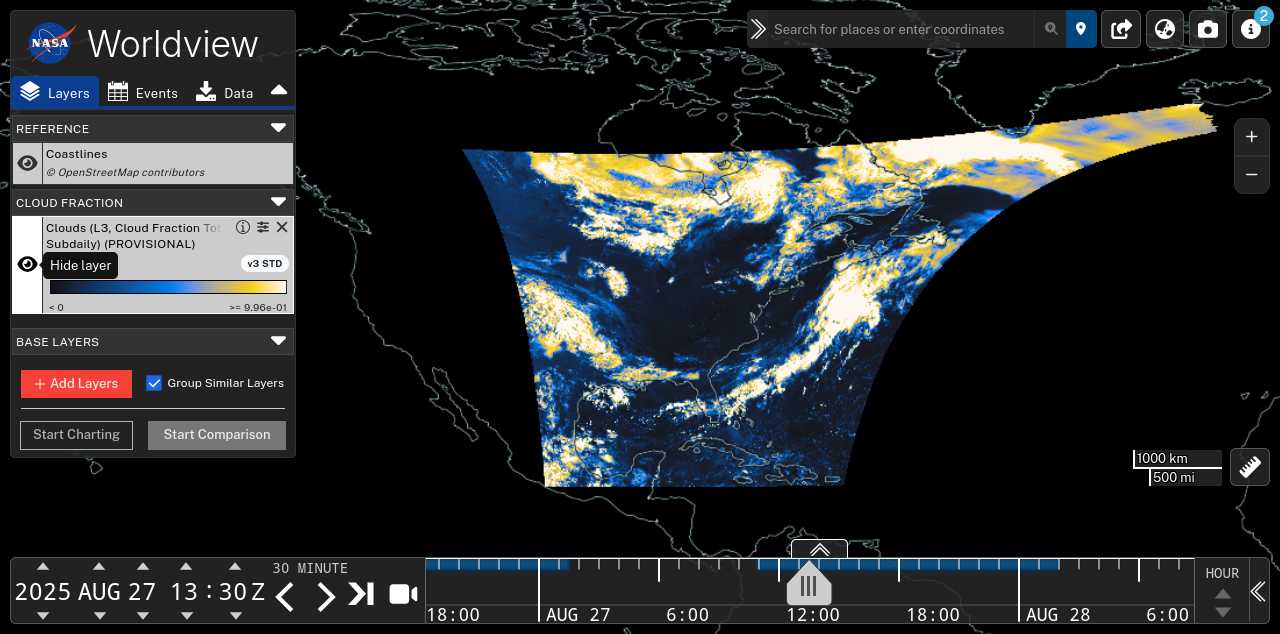 NASA
Worldview
Layers
Events
Data
REFERENCE
Coastlines
© OpenStreetMap contributors
CLOUD FRACTION
Clouds (L3, Cloud Fraction Tot
Subdaily) (PROVISIONAL)
Hide layer
v3 STD
< 0
>= 9.96e-01
BASE LAYERS
+ Add Layers
Group Similar Layers
Start Charting
Start Comparison
Search for places or enter coordinates
2
+
−
1000 km
500 mi
2025 AUG 27 13 : 30 Z
30 MINUTE
18:00
AUG 27
6:00
12:00
18:00
AUG 28
6:00
HOUR